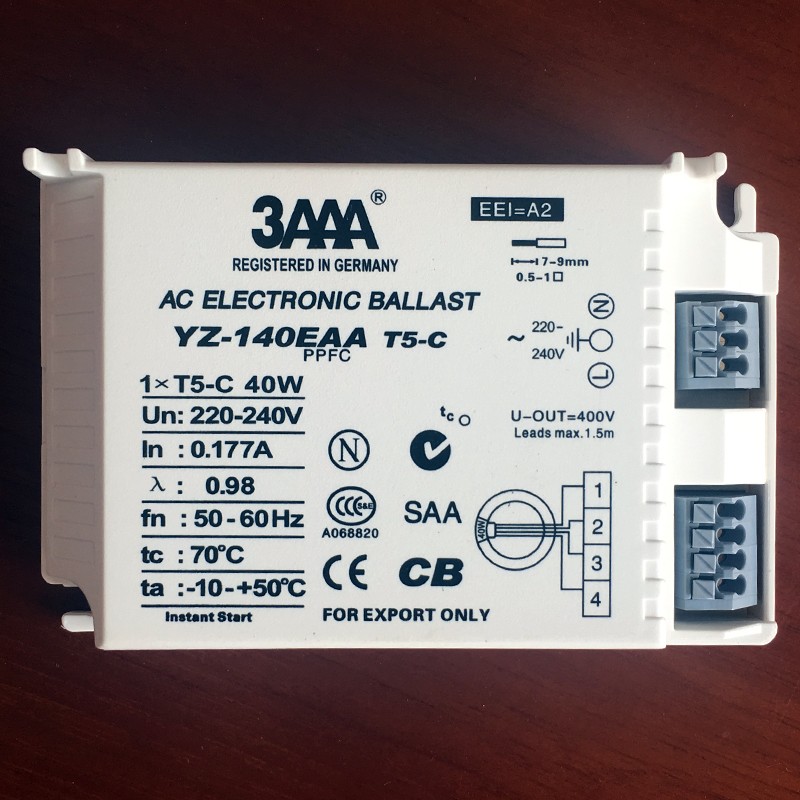 3AAA®
REGISTERED IN GERMANY
AC ELECTRONIC BALLAST
YZ-140EAA T5-C
PPFC
1×T5-C 40W
Un: 220-240V
In : 0.177A
λ : 0.98
fn : 50-60Hz
tc : 70°C
ta : -10-+50°C
Instant Start
N
CCC S&E
A068820
CE
tc
SAA
CB
FOR EXPORT ONLY
EEI=A2
7-9mm
0.5-1□
N
~ 220-
240V
L
U-OUT=400V
Leads max.1.5m
40W
1
2
3
4